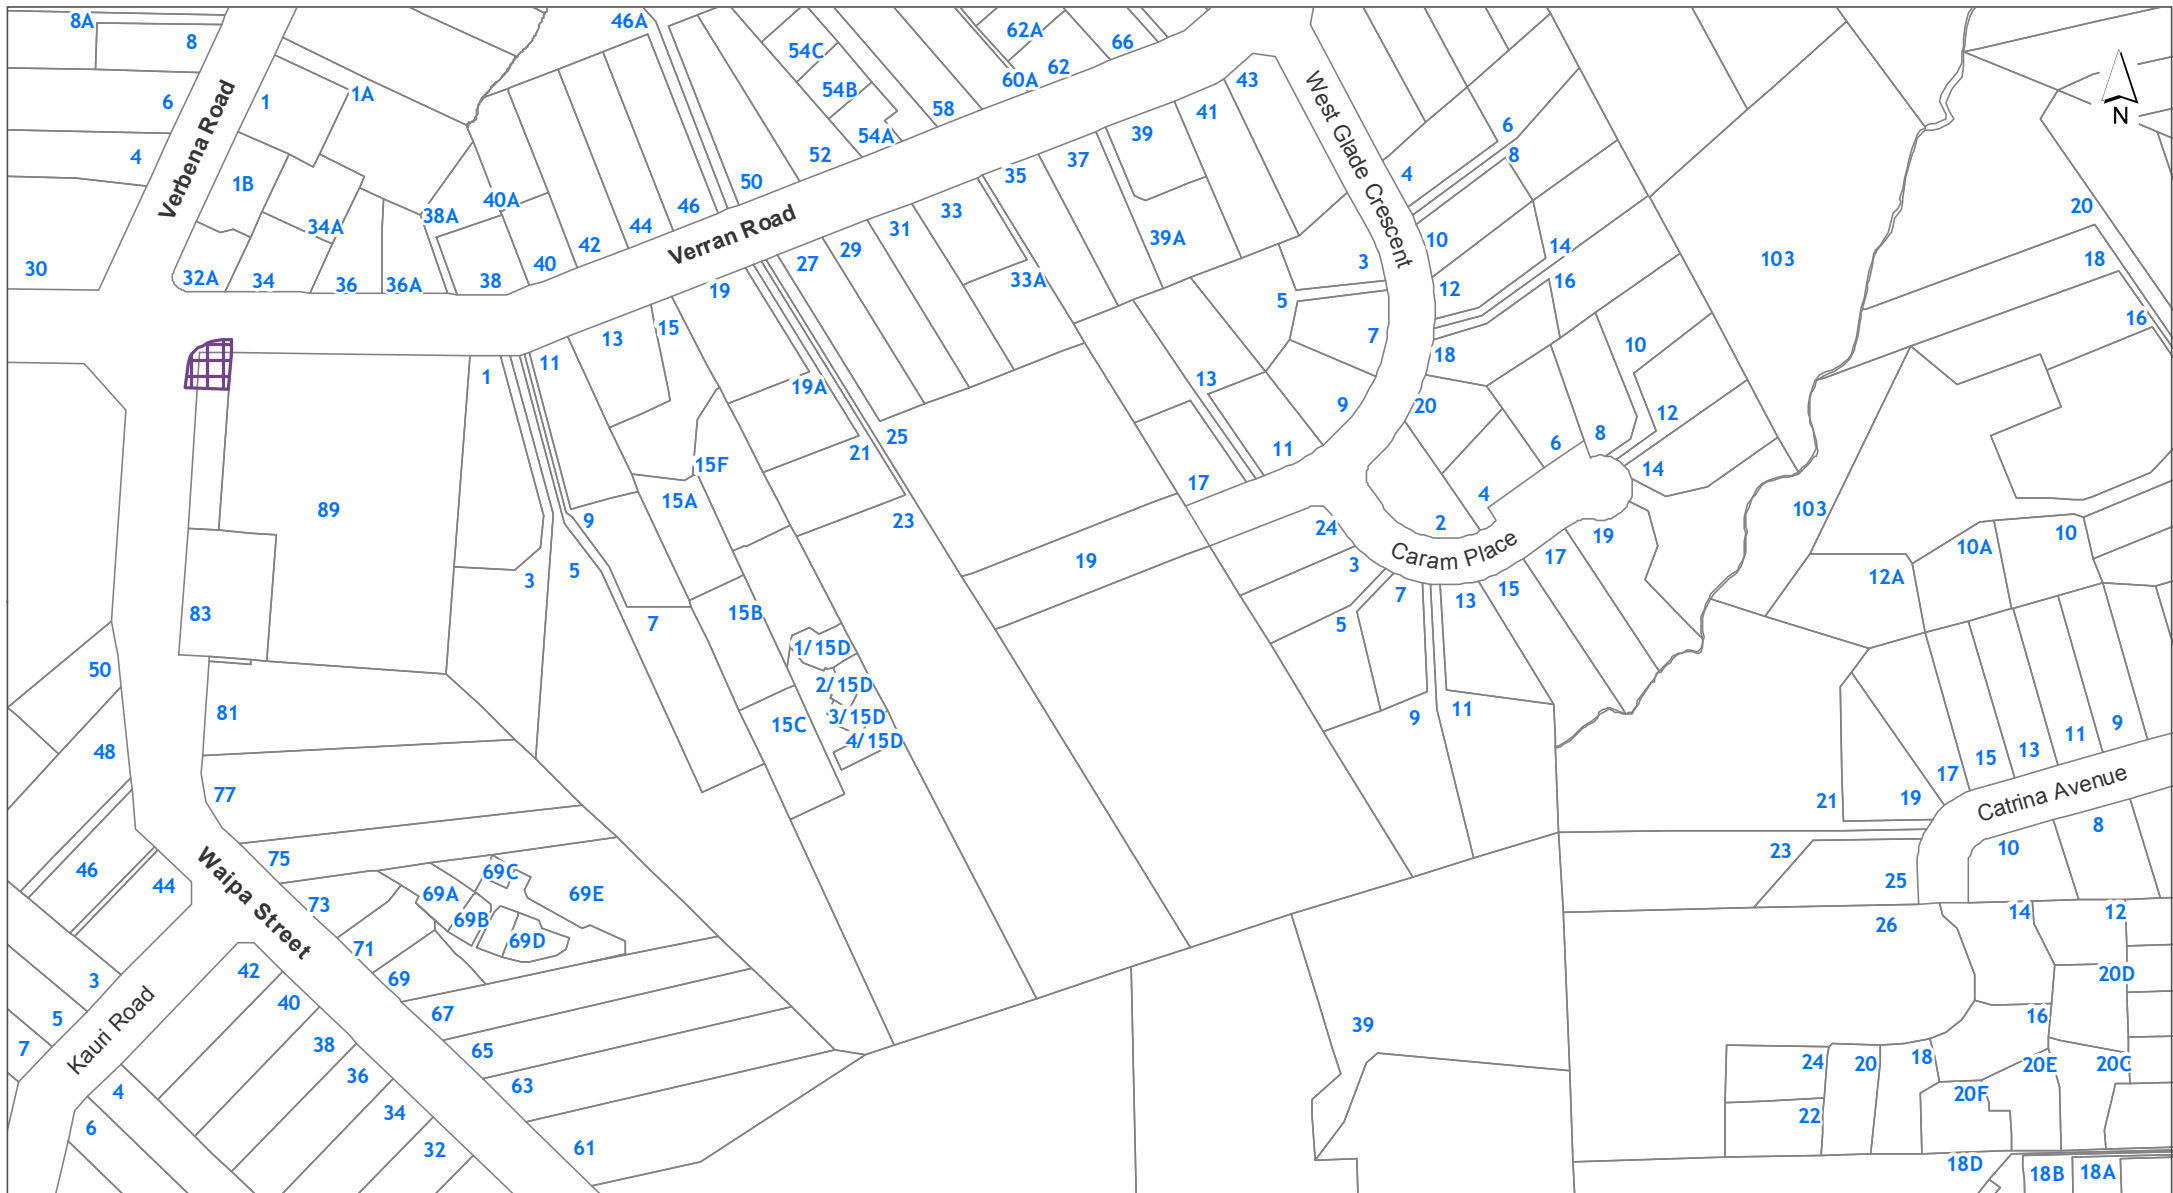 8A
8
46A
54C
62A
66
62
60A
43
6
1
1A
54B
58
41
39
4
54A
52
50
37
35
6
8
4
1B
34A
38A
40A
46
44
42
40
33
31
29
27
39A
33A
30
32A
34
36
36A
38
19
3
5
7
10
14
12
16
18
103
20
18
16
Verbena Road
Verran Road
West Glade Crescent
N
13
15
11
1
19A
13
9
20
10
12
8
6
14
25
21
15F
15A
9
23
17
11
4
2
24
19
17
103
10
10A
12A
89
83
3
5
7
15B
19
3
7
5
13
15
Caram Place
1/15D
2/15D
3/15D
4/15D
15C
50
81
48
77
9
11
17
15
13
11
9
21
19
Catrina Avenue
8
10
23
25
46
44
75
73
69C
69A
69B
69D
69E
71
69
Waipa Street
42
40
67
65
63
61
38
36
34
32
3
5
7
Kauri Road
4
6
39
26
14
12
20D
16
24
20
18
20E
20C
20F
22
18D
18B
18A